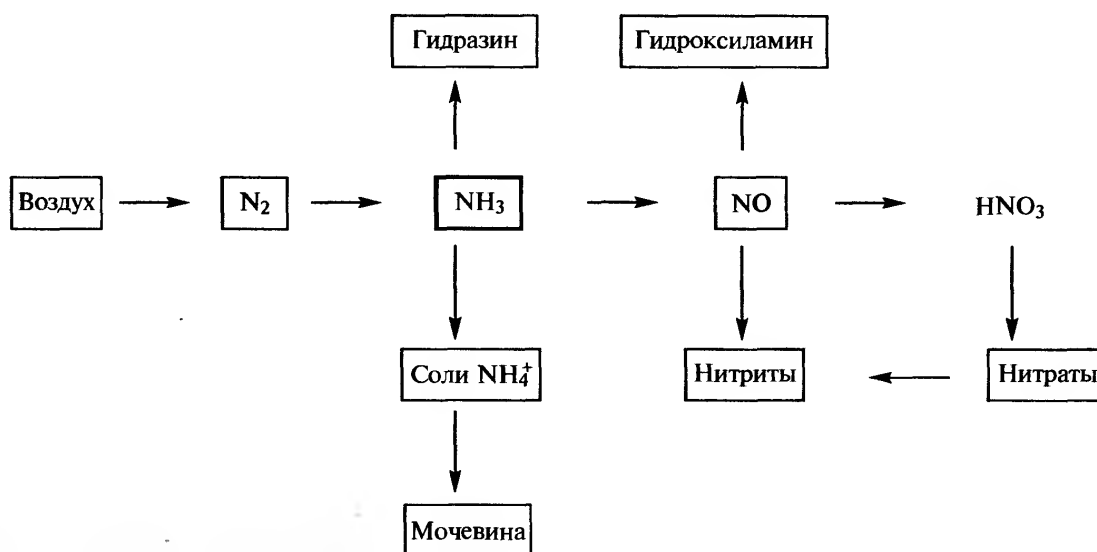 Гидразин
Гидроксиламин
Воздух
N₂
NH₃
NO
HNO₃
Соли NH₄⁺
Нитриты
Нитраты
Мочевина